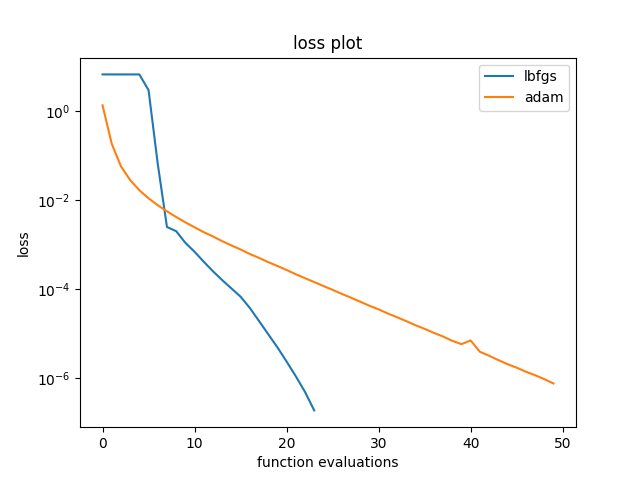 loss plot
lbfgs
adam
10⁰
10⁻²
10⁻⁴
10⁻⁶
loss
0 10 20 30 40 50
function evaluations